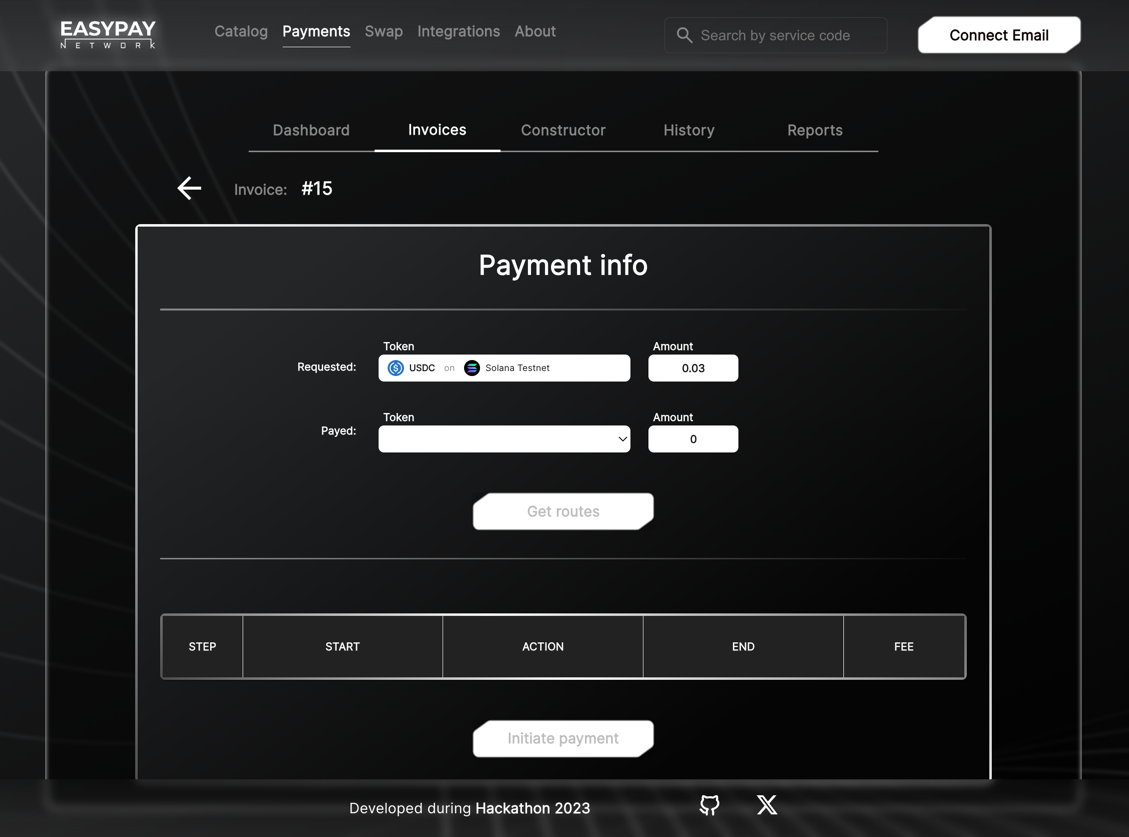 EASYPAY
NETWORK
Catalog Payments Swap Integrations About
Search by service code
Connect Email
Dashboard Invoices Constructor History Reports
Invoice: #15
Payment info
Token Amount
Requested: USDC on Solana Testnet 0.03
Token Amount
Payed: 0
Get routes
STEP START ACTION END FEE
Initiate payment
Developed during Hackathon 2023